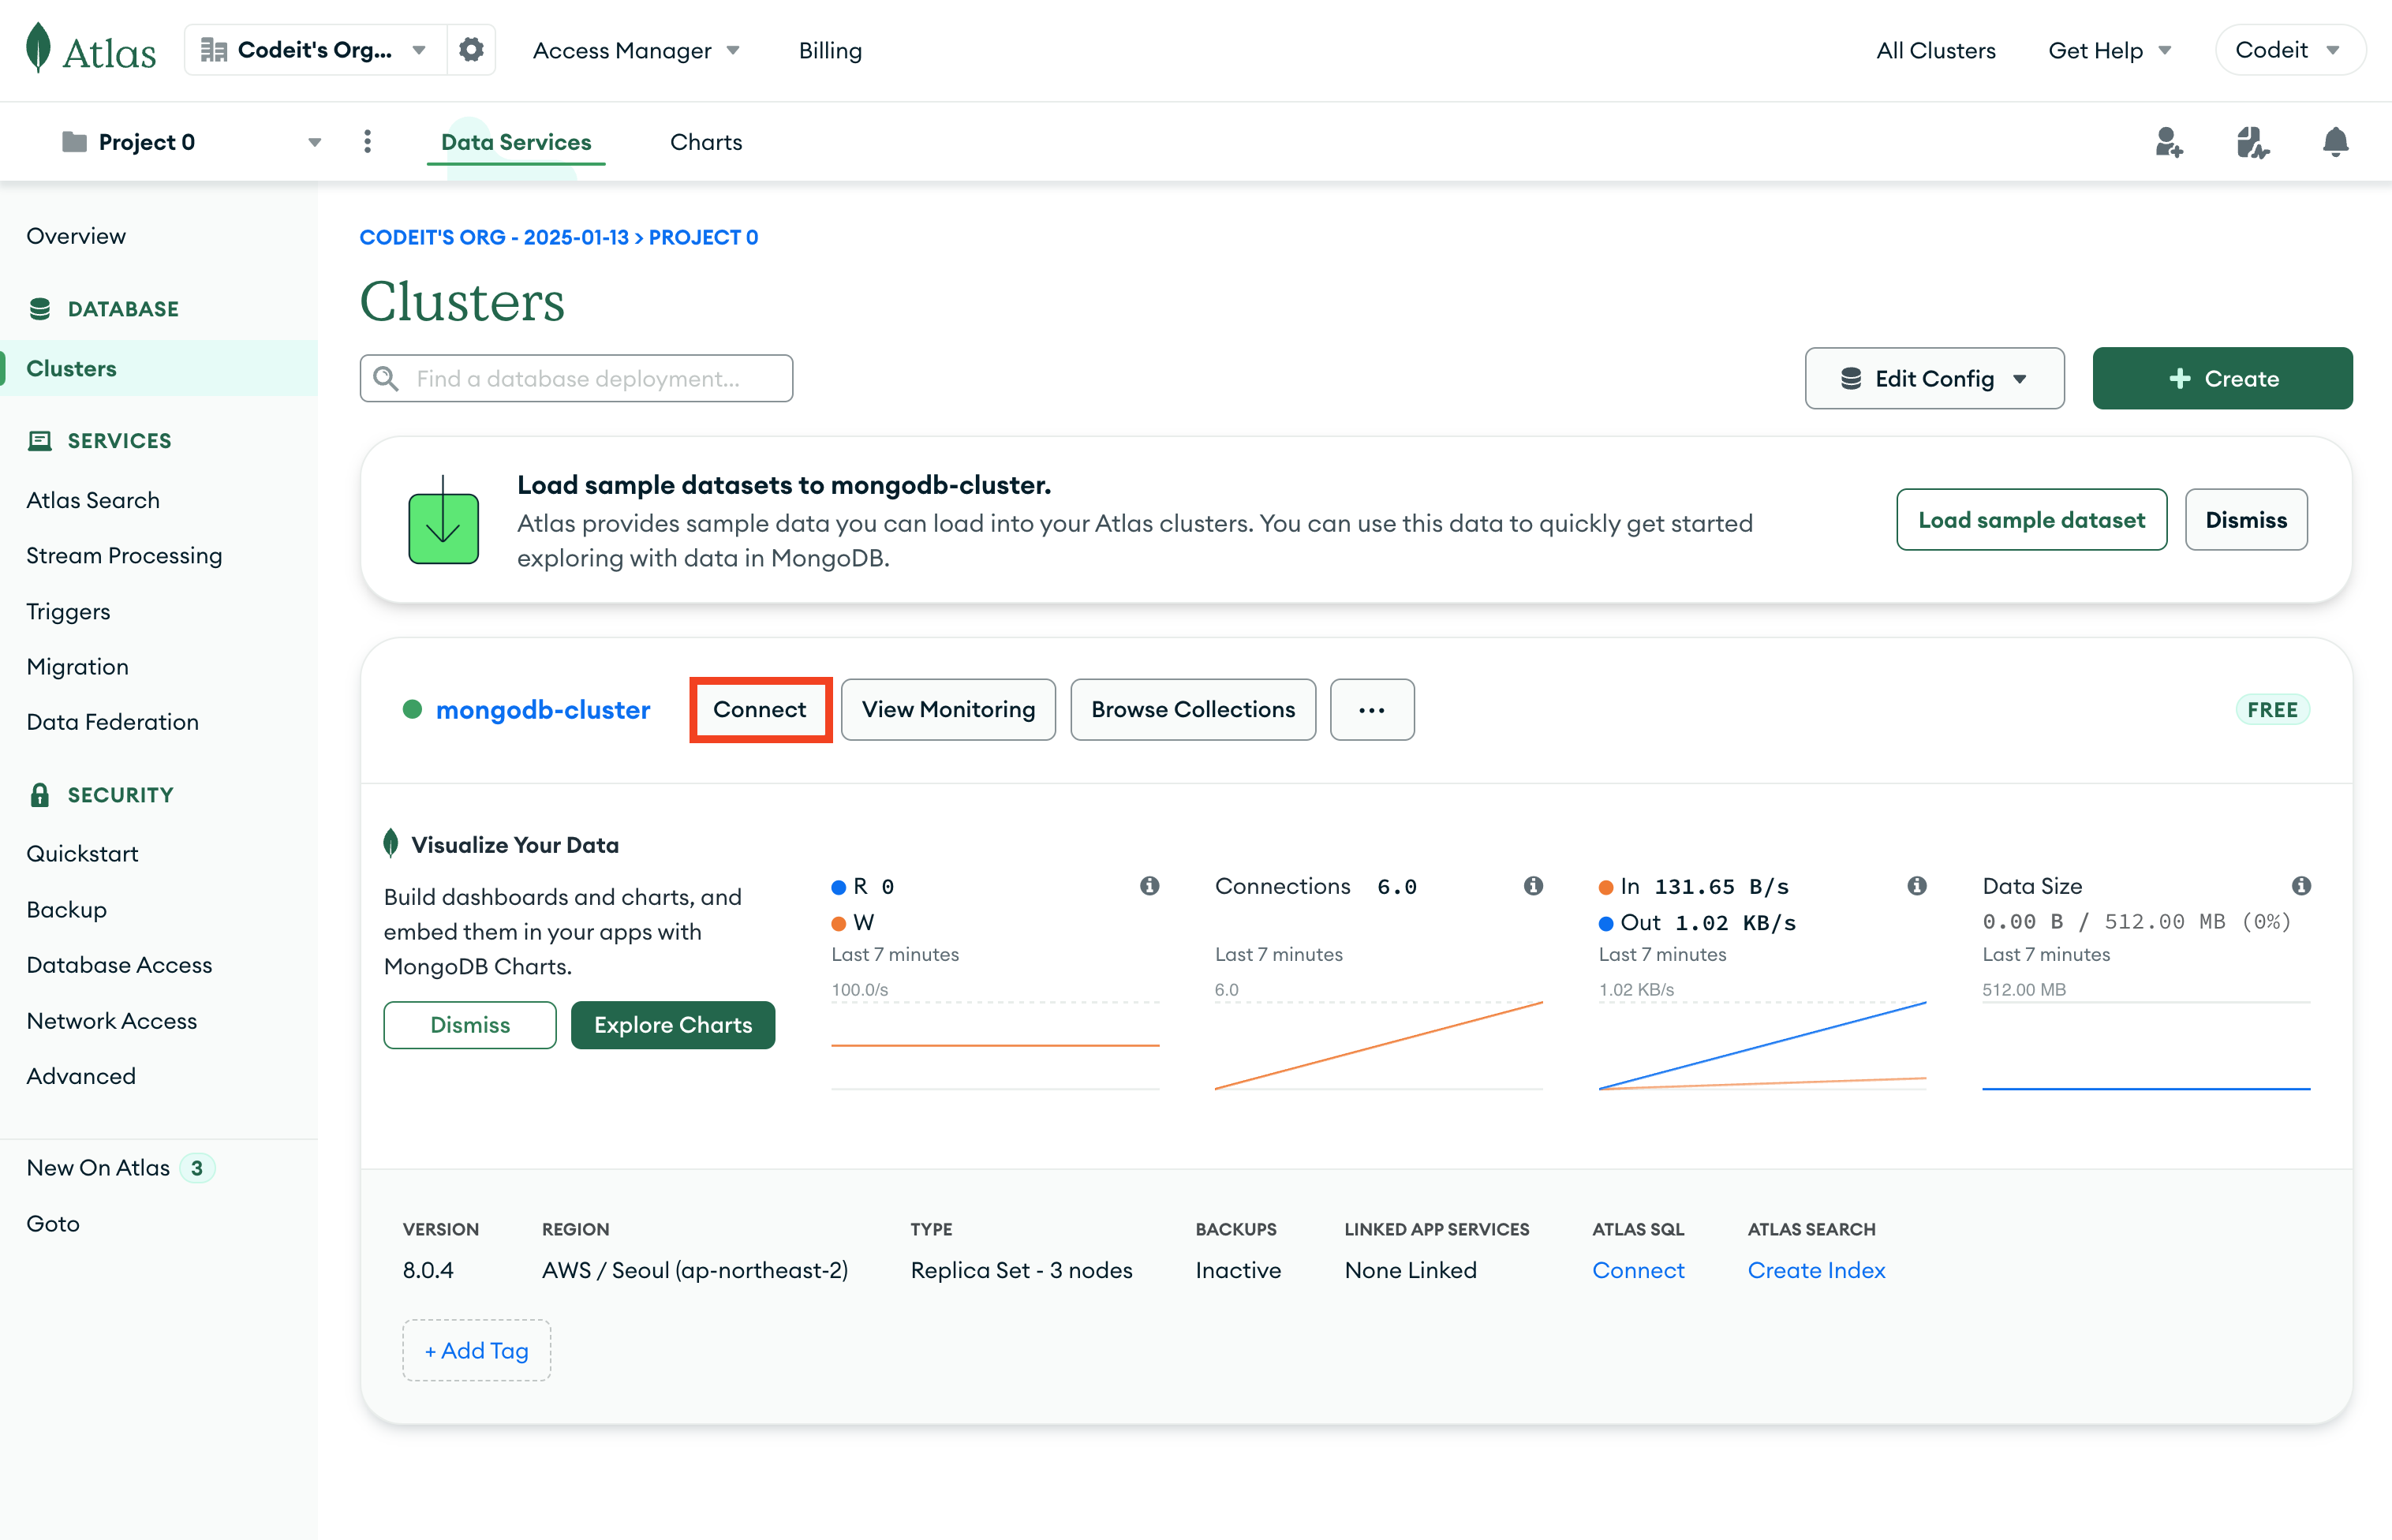 Atlas
Codeit's Org...
Access Manager
Billing
All Clusters
Get Help
Codeit
Project 0
Data Services
Charts
Overview
DATABASE
Clusters
SERVICES
Atlas Search
Stream Processing
Triggers
Migration
Data Federation
SECURITY
Quickstart
Backup
Database Access
Network Access
Advanced
New On Atlas 3
Goto
CODEIT'S ORG - 2025-01-13 > PROJECT 0
Clusters
Find a database deployment...
Edit Config
+ Create
Load sample datasets to mongodb-cluster.
Atlas provides sample data you can load into your Atlas clusters. You can use this data to quickly get started
exploring with data in MongoDB.
Load sample dataset
Dismiss
mongodb-cluster
Connect
View Monitoring
Browse Collections
...
FREE
Visualize Your Data
Build dashboards and charts, and
embed them in your apps with
MongoDB Charts.
Dismiss
Explore Charts
R 0
W
Last 7 minutes
100.0/s
Connections 6.0
Last 7 minutes
6.0
In 131.65 B/s
Out 1.02 KB/s
Last 7 minutes
1.02 KB/s
Data Size
0.00 B / 512.00 MB (0%)
Last 7 minutes
512.00 MB
VERSION
8.0.4
REGION
AWS / Seoul (ap-northeast-2)
TYPE
Replica Set - 3 nodes
BACKUPS
Inactive
LINKED APP SERVICES
None Linked
ATLAS SQL
Connect
ATLAS SEARCH
Create Index
+ Add Tag